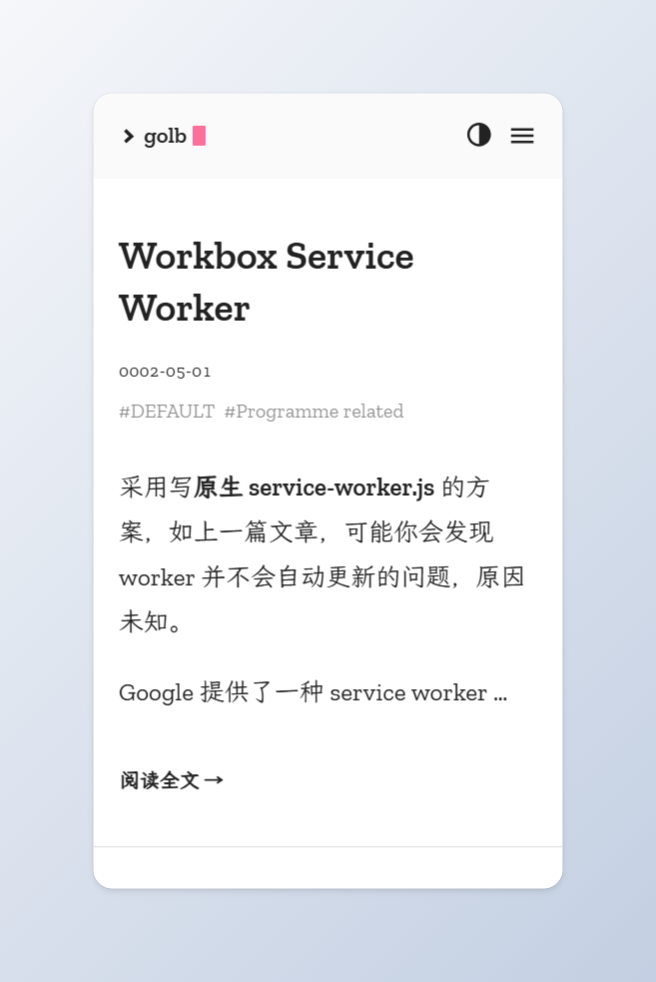 golb
Workbox Service
Worker
0002-05-01
#DEFAULT #Programme related
采用写原生 service-worker.js 的方
案，如上一篇文章，可能你会发现
worker 并不会自动更新的问题，原因
未知。
Google 提供了一种 service worker ...
阅读全文 →